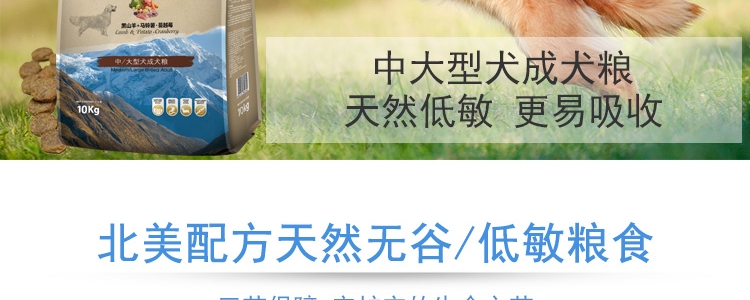 黑山羊+马铃薯·蔓越莓
Lamb & Potato·Cranberry
中/大型犬成犬粮
Medium/Large Breed Adult
10Kg
中大型犬成犬粮
天然低敏 更易吸收
北美配方天然无谷/低敏粮食